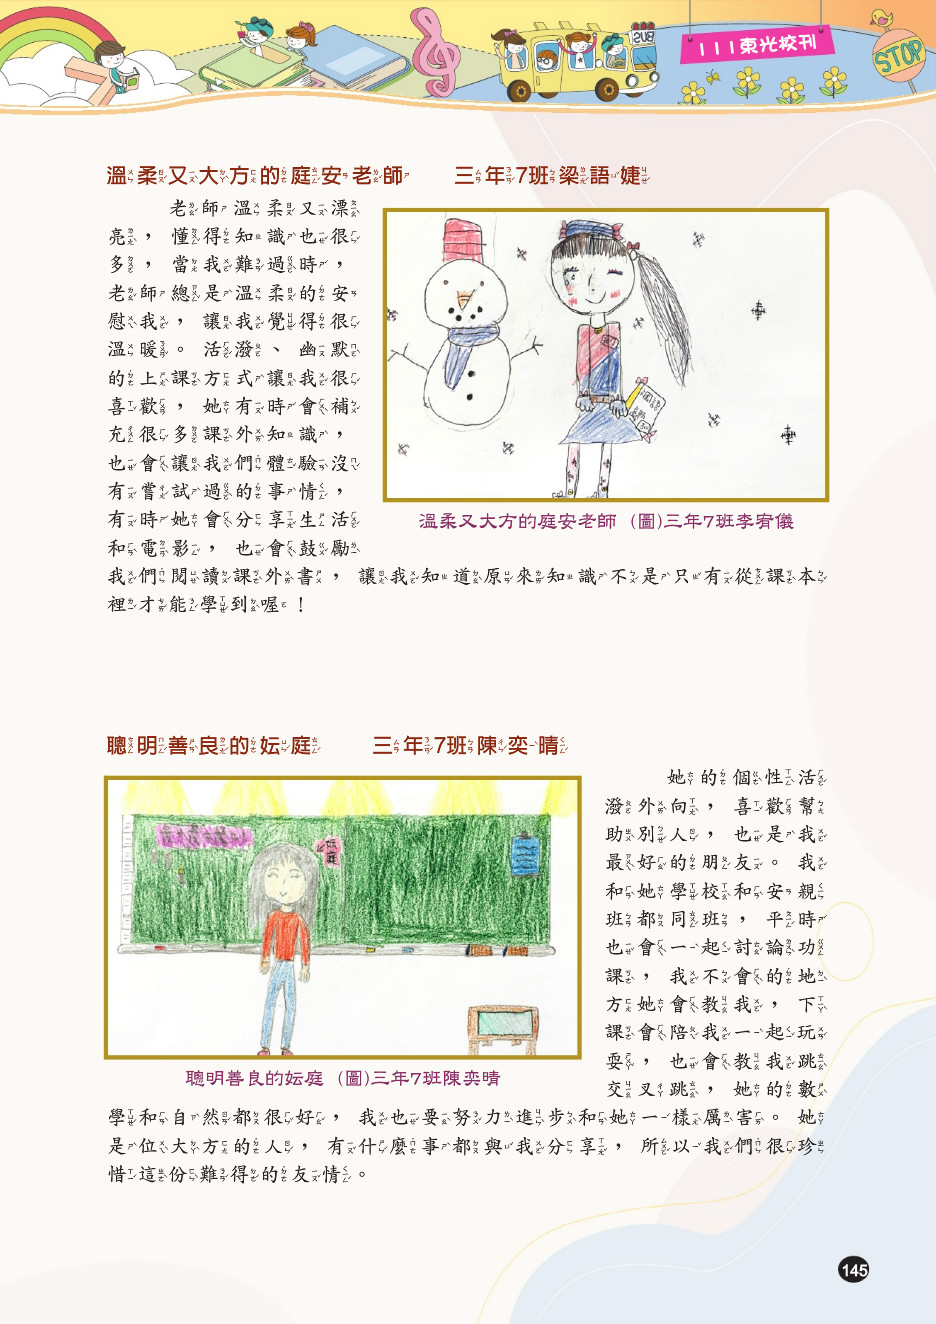 111東光校刊
STOP
溫柔又大方的庭安老師 三年7班梁語婕
老師溫柔又漂
亮，懂得知識也很
多，當我難過時，
老師總是溫柔的安
慰我，讓我覺得很
溫暖。活潑、幽默
的上課方式讓我很
喜歡，她有時會補
充很多課外知識，
也會讓我們體驗沒
有嘗試過的事情，
有時她會分享生活
和電影，也會鼓勵
我們閱讀課外書，讓我知道原來知識不是只有從課本
裡才能學到喔！
溫柔又大方的庭安老師 (圖)三年7班李宥儀
聰明善良的妘庭 三年7班陳奕晴
她的個性活
潑外向，喜歡幫
助別人，也是我
最好的朋友。我
和她學校和安親
班都同班，平時
也會一起討論功
課，我不會的地
方她會教我，下
課會陪我一起玩
耍，也會教我跳
交叉跳，她的數
學和自然都很好，我也要努力進步和她一樣厲害。她
是位大方的人，有什麼事都與我分享，所以我們很珍
惜這份難得的友情。
妘庭
聰明善良的妘庭 (圖)三年7班陳奕晴
145